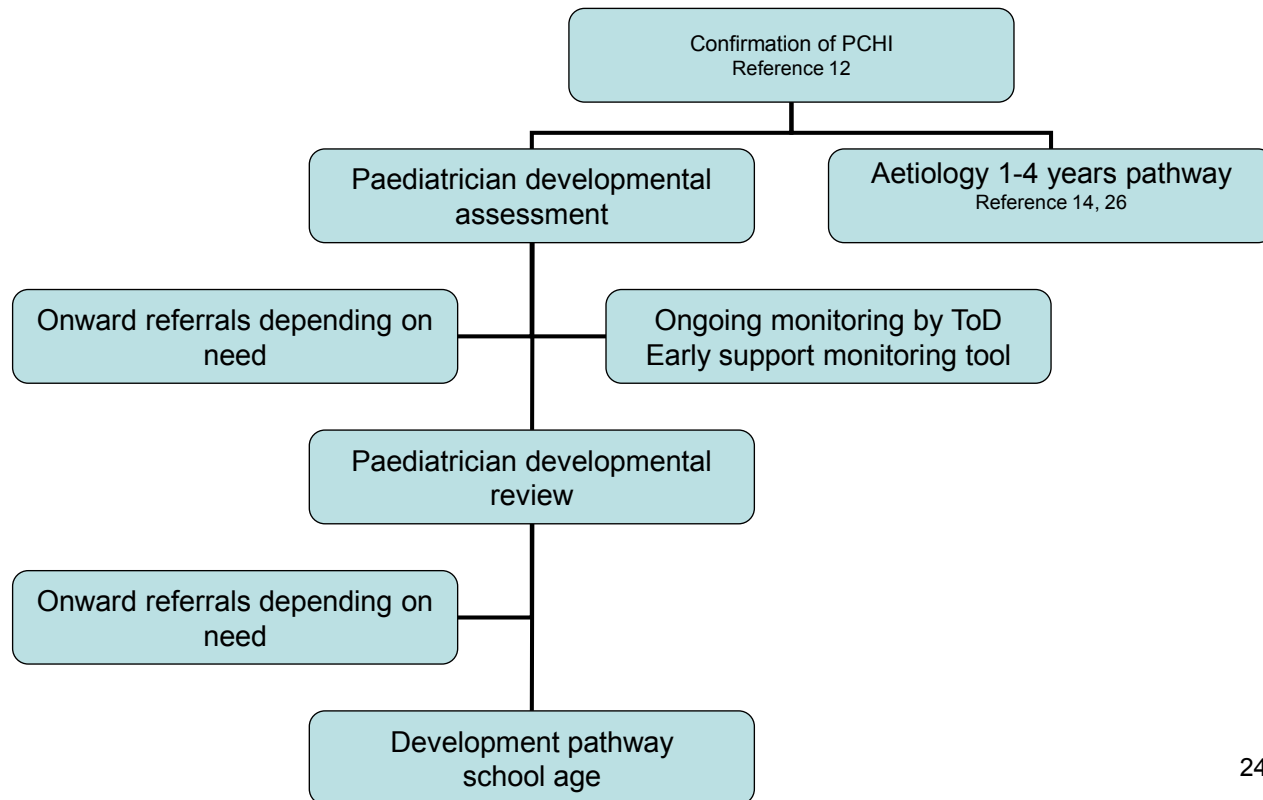 Confirmation of PCHI
Reference 12
Paediatrician developmental
assessment
Aetiology 1-4 years pathway
Reference 14, 26
Onward referrals depending on
need
Ongoing monitoring by ToD
Early support monitoring tool
Paediatrician developmental
review
Onward referrals depending on
need
Development pathway
school age
24